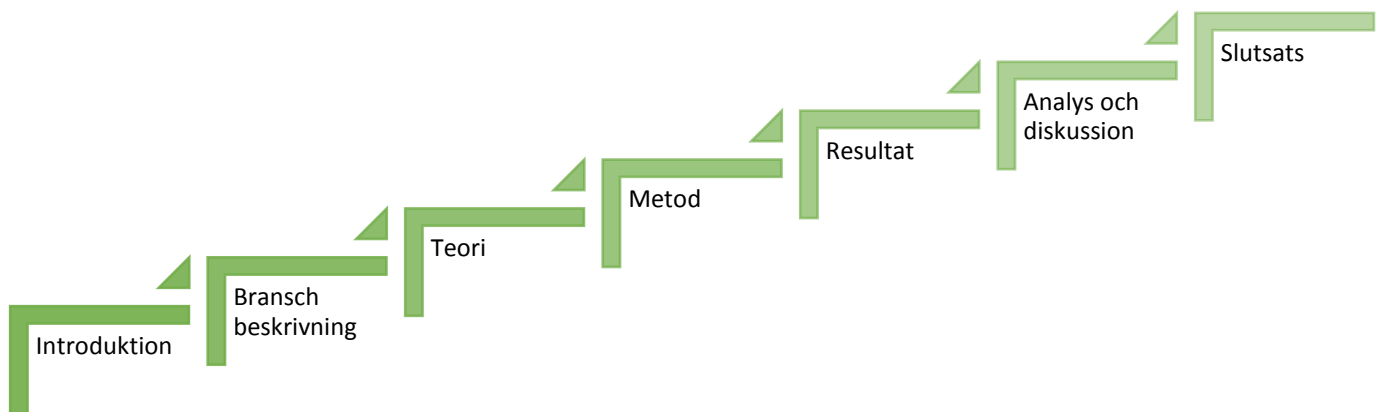 Introduktion
Bransch
beskrivning
Teori
Metod
Resultat
Analys och
diskussion
Slutsats